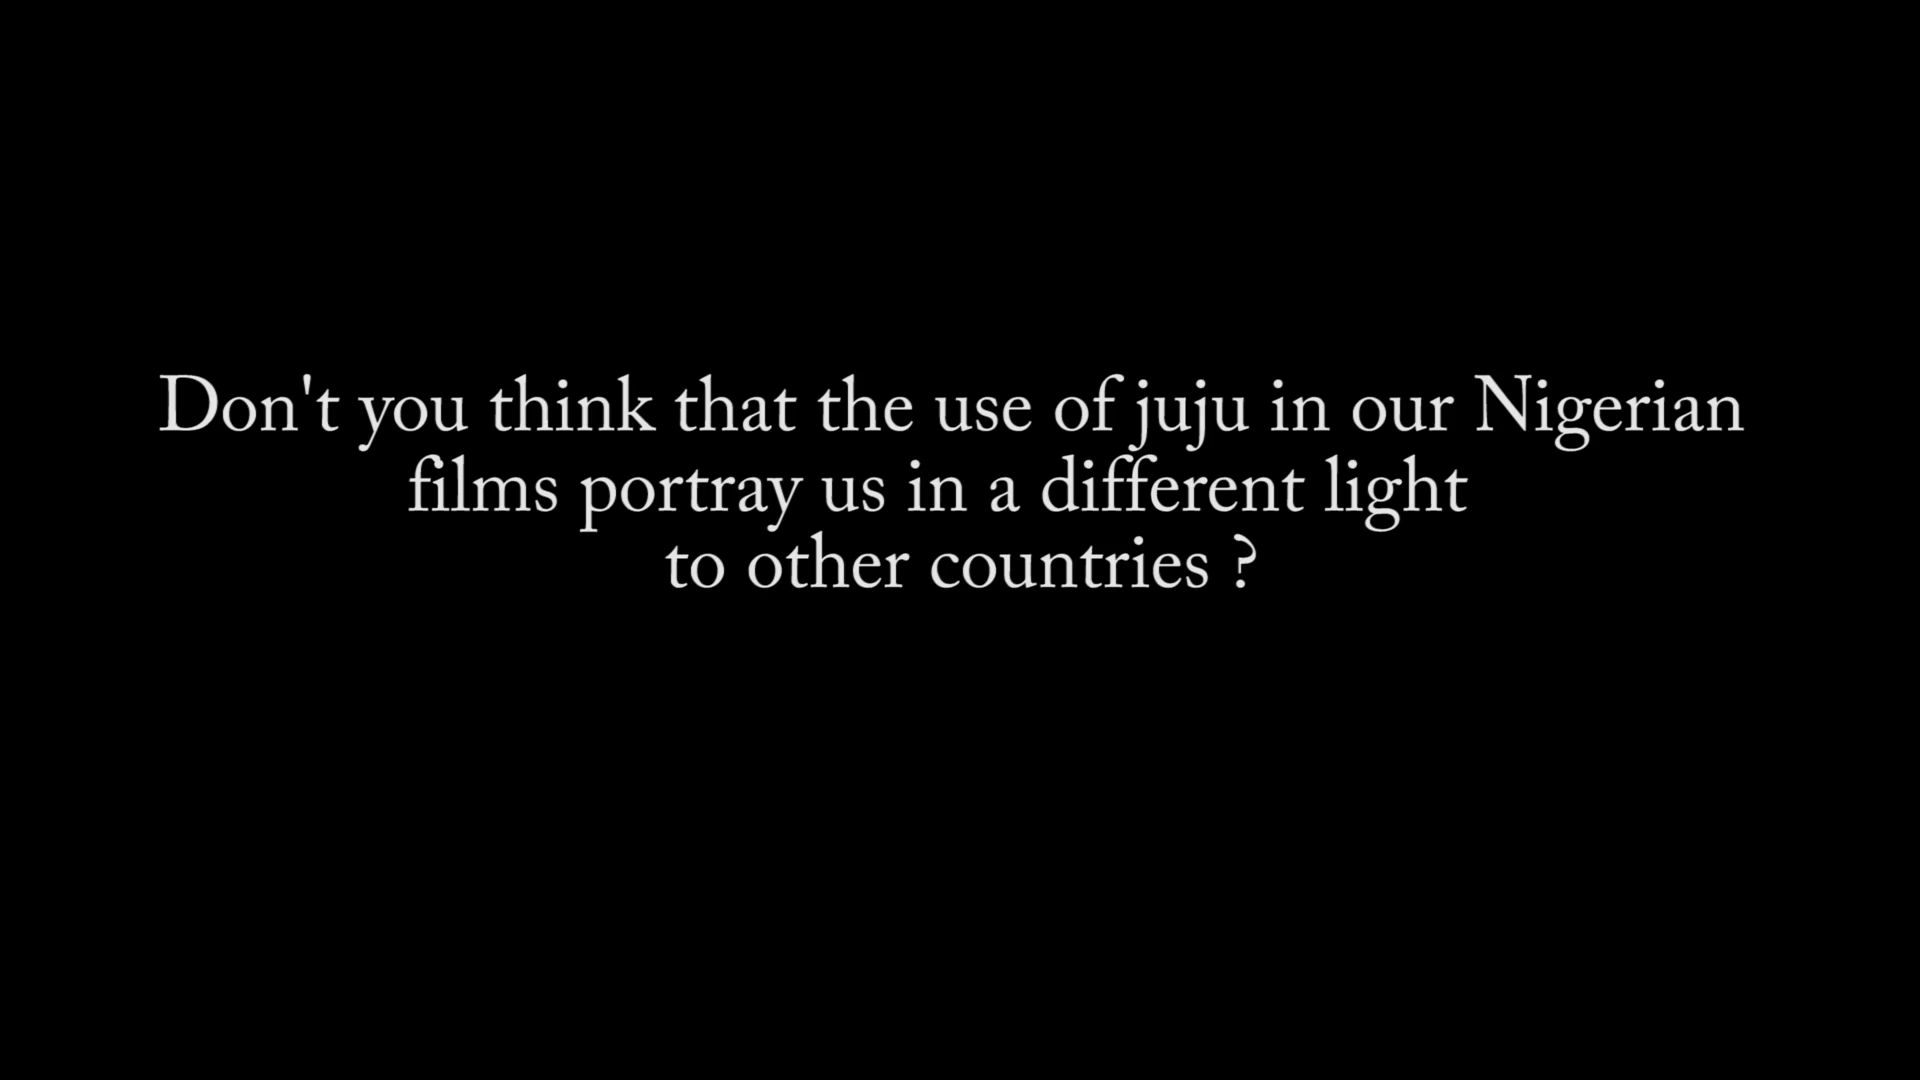 Don't you think that the use of juju in our Nigerian
films portray us in a different light
to other countries ?